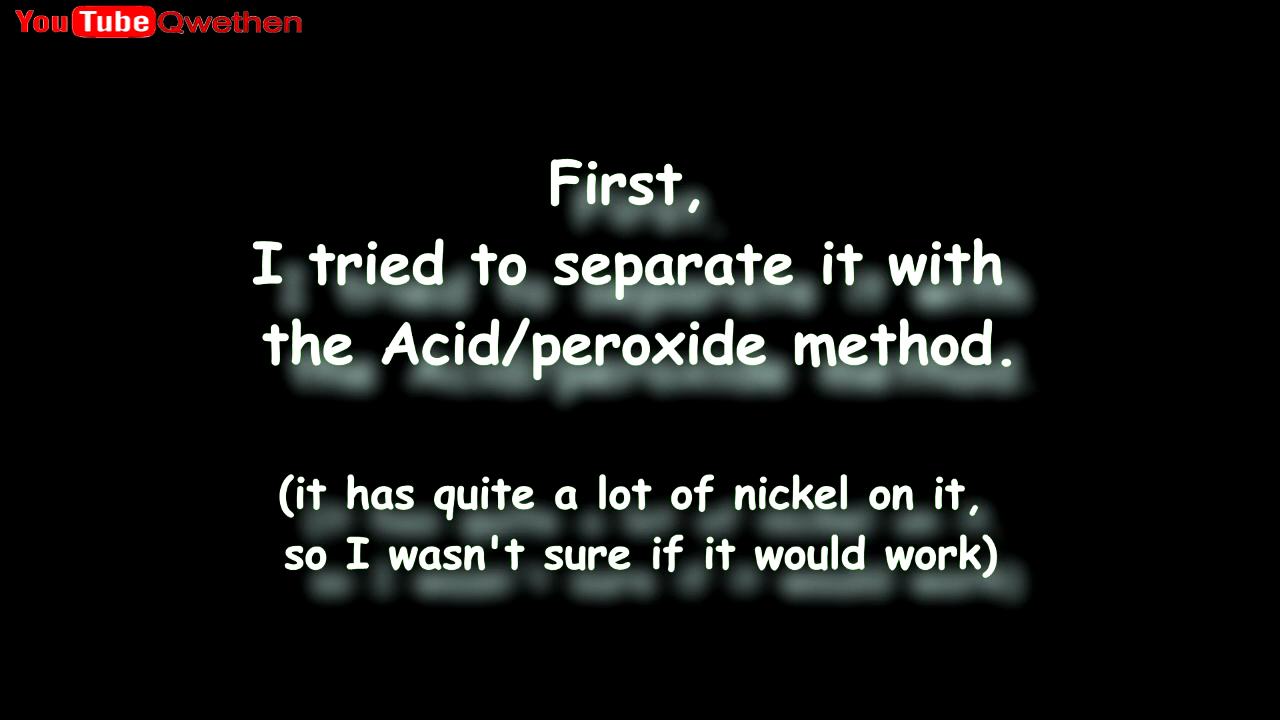 YouTube Qwethen
First,
I tried to separate it with
the Acid/peroxide method.
(it has quite a lot of nickel on it,
so I wasn't sure if it would work)